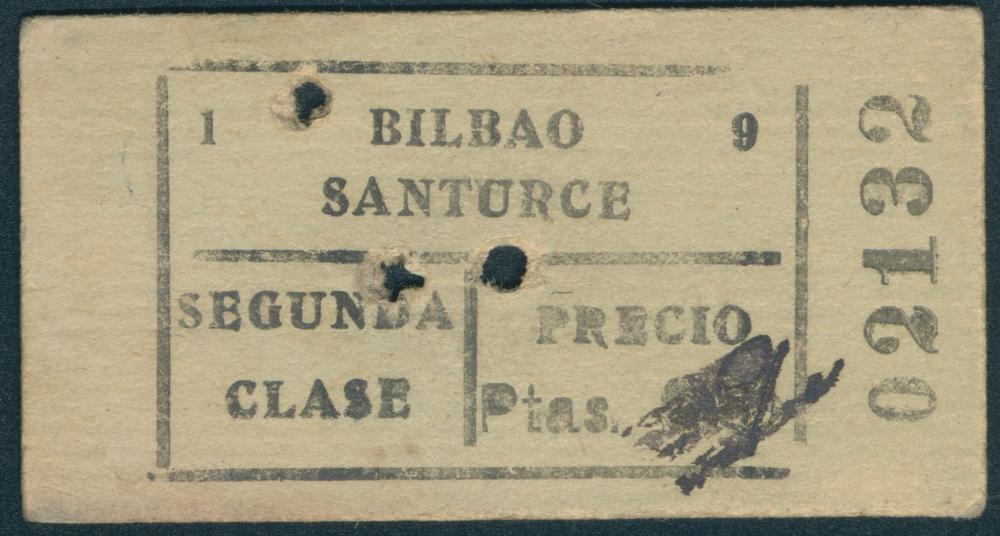 1 BILBAO 9
SANTURCE
SEGUNDA
CLASE
PRECIO
Ptas.
02132